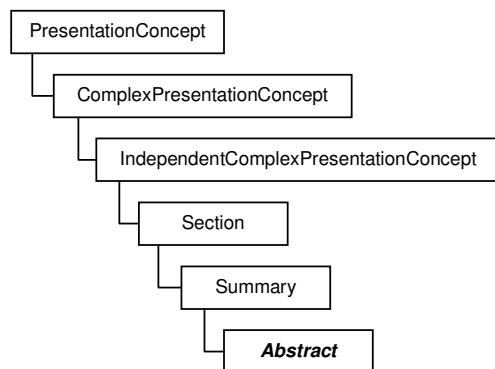 PresentationConcept
ComplexPresentationConcept
IndependentComplexPresentationConcept
Section
Summary
Abstract